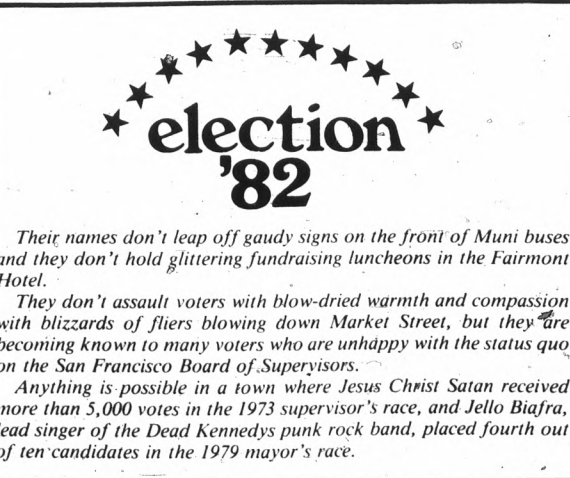 election
'82
Their names don't leap off gaudy signs on the front of Muni buses
and they don't hold glittering fundraising luncheons in the Fairmont
Hotel.
They don't assault voters with blow-dried warmth and compassion
with blizzards of fliers blowing down Market Street, but they are
becoming known to many voters who are unhappy with the status quo
on the San Francisco Board of Supervisors.
Anything is possible in a town where Jesus Christ Satan received
more than 5,000 votes in the 1973 supervisor's race, and Jello Biafra,
lead singer of the Dead Kennedys punk rock band, placed fourth out
of ten candidates in the 1979 mayor's race.